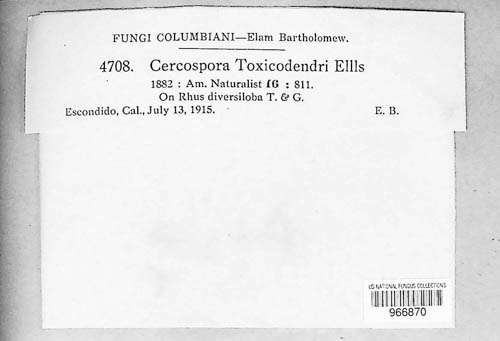 FUNGI COLUMBIANI—Elam Bartholomew.
4708. Cercospora Toxicodendri Ellls
1882 : Am. Naturalist 16 : 811.
On Rhus diversiloba T. & G.
Escondido, Cal., July 13, 1915. E. B.
US NATIONAL FUNGUS COLLECTIONS
966870